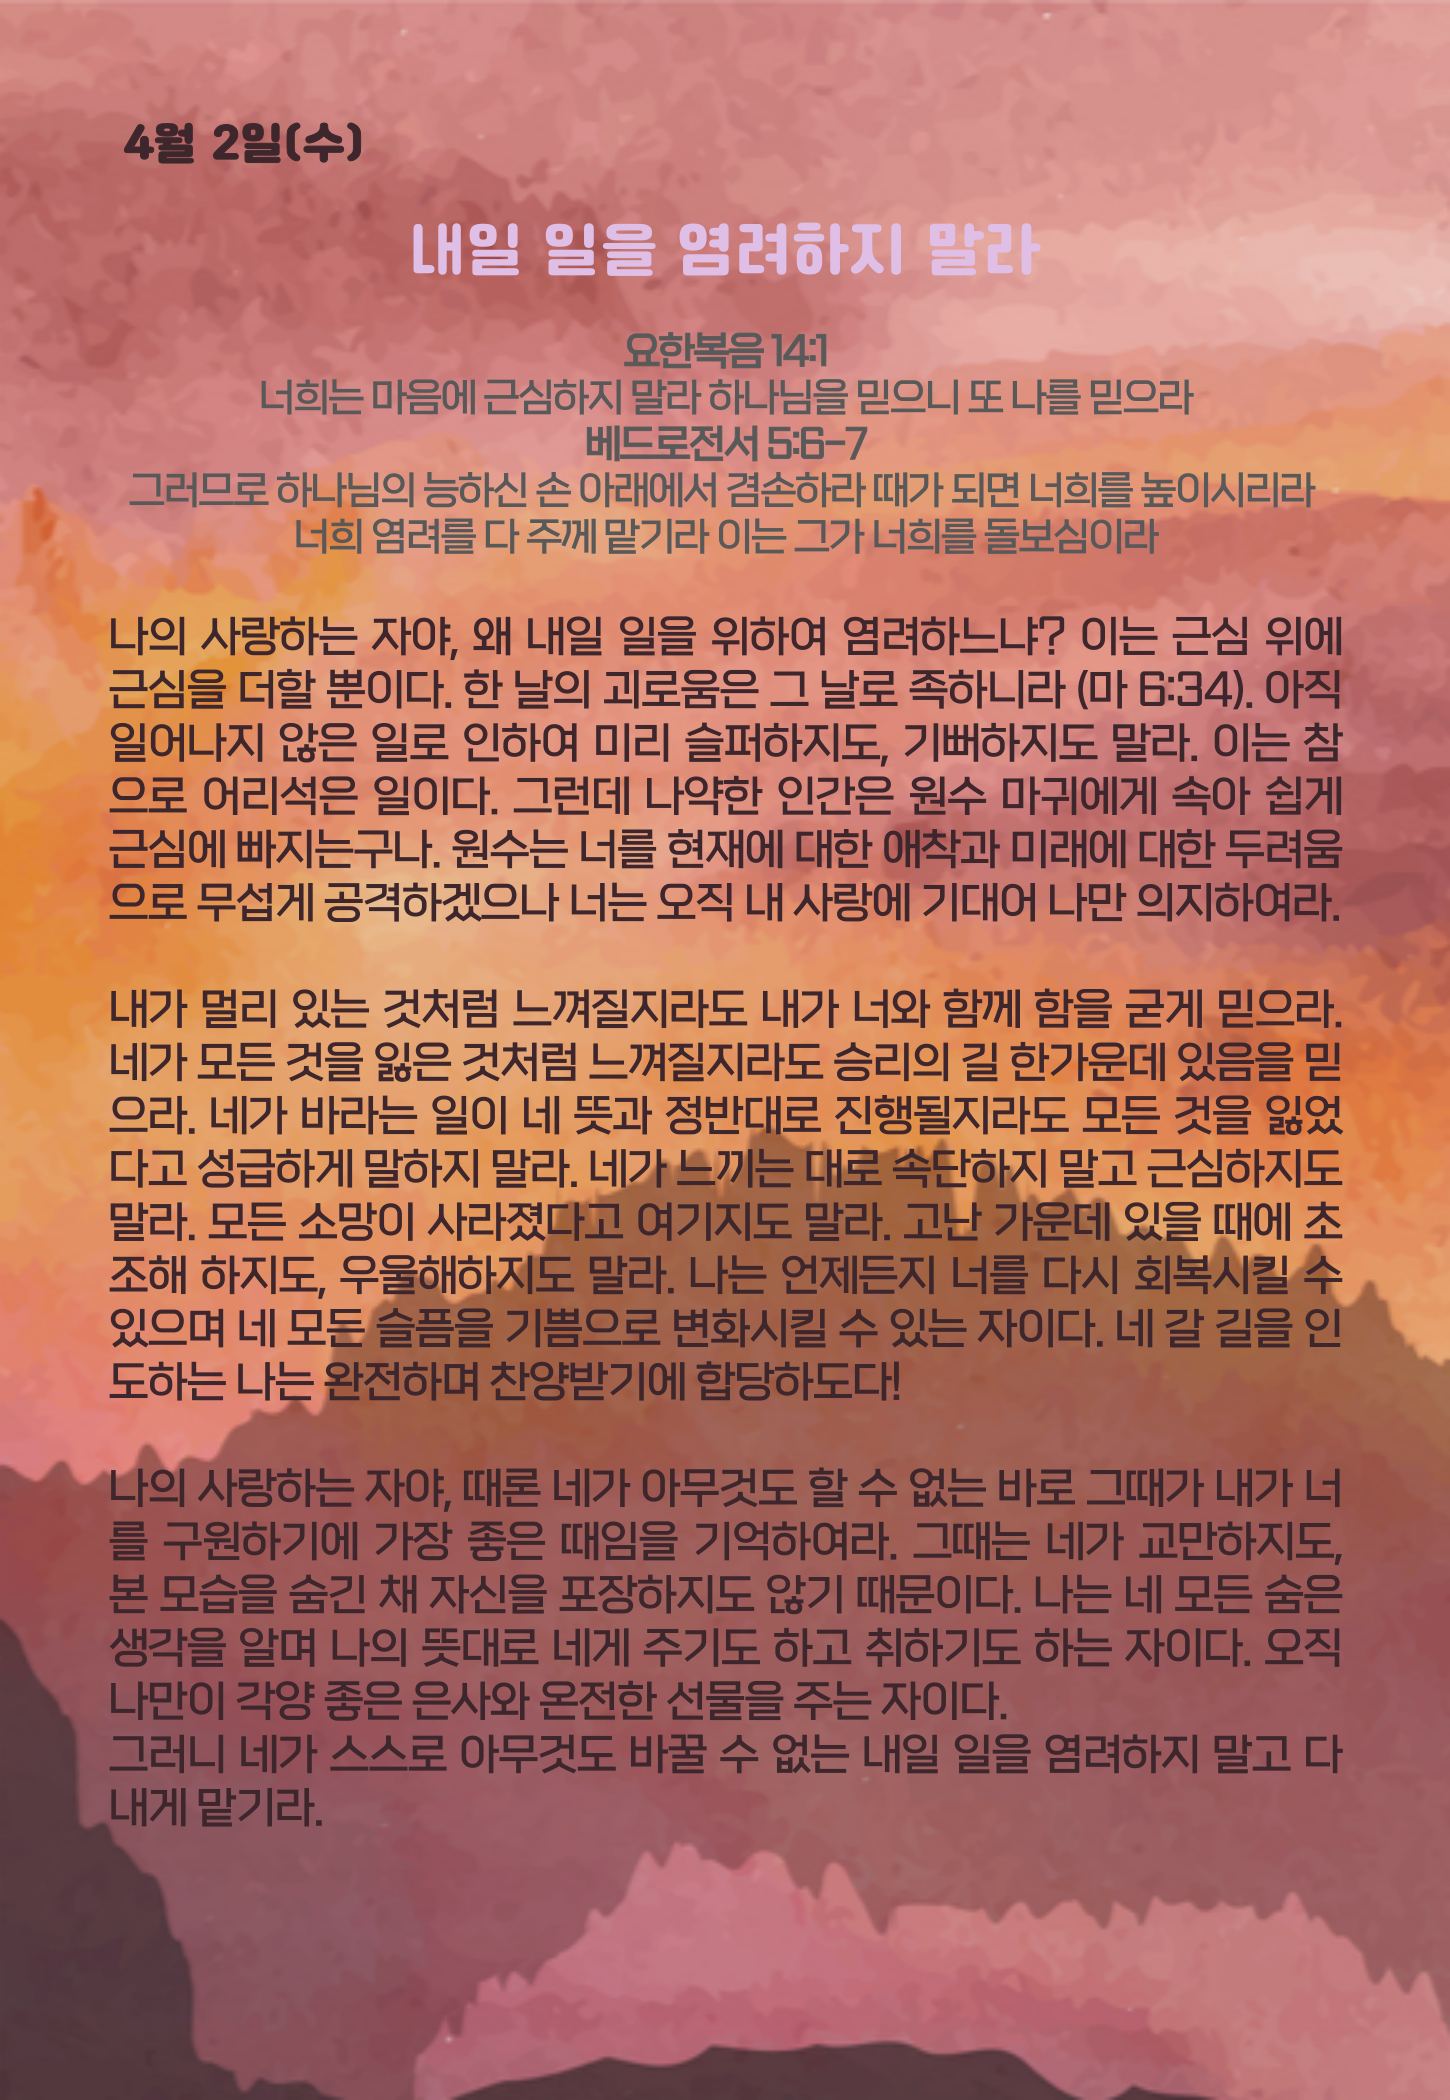 4월 2일(수)
내일 일을 염려하지 말라
요한복음 14:1
너희는 마음에 근심하지 말라 하나님을 믿으니 또 나를 믿으라
베드로전서 5:6-7
그러므로 하나님의 능하신 손 아래에서 겸손하라 때가 되면 너희를 높이시리라
너희 염려를 다 주께 맡기라 이는 그가 너희를 돌보심이라
나의 사랑하는 자야, 왜 내일 일을 위하여 염려하느냐? 이는 근심 위에
근심을 더할 뿐이다. 한 날의 괴로움은 그 날로 족하니라 (마 6:34). 아직
일어나지 않은 일로 인하여 미리 슬퍼하지도, 기뻐하지도 말라. 이는 참
으로 어리석은 일이다. 그런데 나약한 인간은 원수 마귀에게 속아 쉽게
근심에 빠지는구나. 원수는 너를 현재에 대한 애착과 미래에 대한 두려움
으로 무섭게 공격하겠으나 너는 오직 내 사랑에 기대어 나만 의지하여라.
내가 멀리 있는 것처럼 느껴질지라도 내가 너와 함께 함을 굳게 믿으라.
네가 모든 것을 잃은 것처럼 느껴질지라도 승리의 길 한가운데 있음을 믿
으라. 네가 바라는 일이 네 뜻과 정반대로 진행될지라도 모든 것을 잃었
다고 성급하게 말하지 말라. 네가 느끼는 대로 속단하지 말고 근심하지도
말라. 모든 소망이 사라졌다고 여기지도 말라. 고난 가운데 있을 때에 초
조해 하지도, 우울해하지도 말라. 나는 언제든지 너를 다시 회복시킬 수
있으며 네 모든 슬픔을 기쁨으로 변화시킬 수 있는 자이다. 네 갈 길을 인
도하는 나는 완전하며 찬양받기에 합당하도다!
나의 사랑하는 자야, 때론 네가 아무것도 할 수 없는 바로 그때가 내가 너
를 구원하기에 가장 좋은 때임을 기억하여라. 그때는 네가 교만하지도,
본 모습을 숨긴 채 자신을 포장하지도 않기 때문이다. 나는 네 모든 숨은
생각을 알며 나의 뜻대로 네게 주기도 하고 취하기도 하는 자이다. 오직
나만이 각양 좋은 은사와 온전한 선물을 주는 자이다.
그러니 네가 스스로 아무것도 바꿀 수 없는 내일 일을 염려하지 말고 다
내게 맡기라.